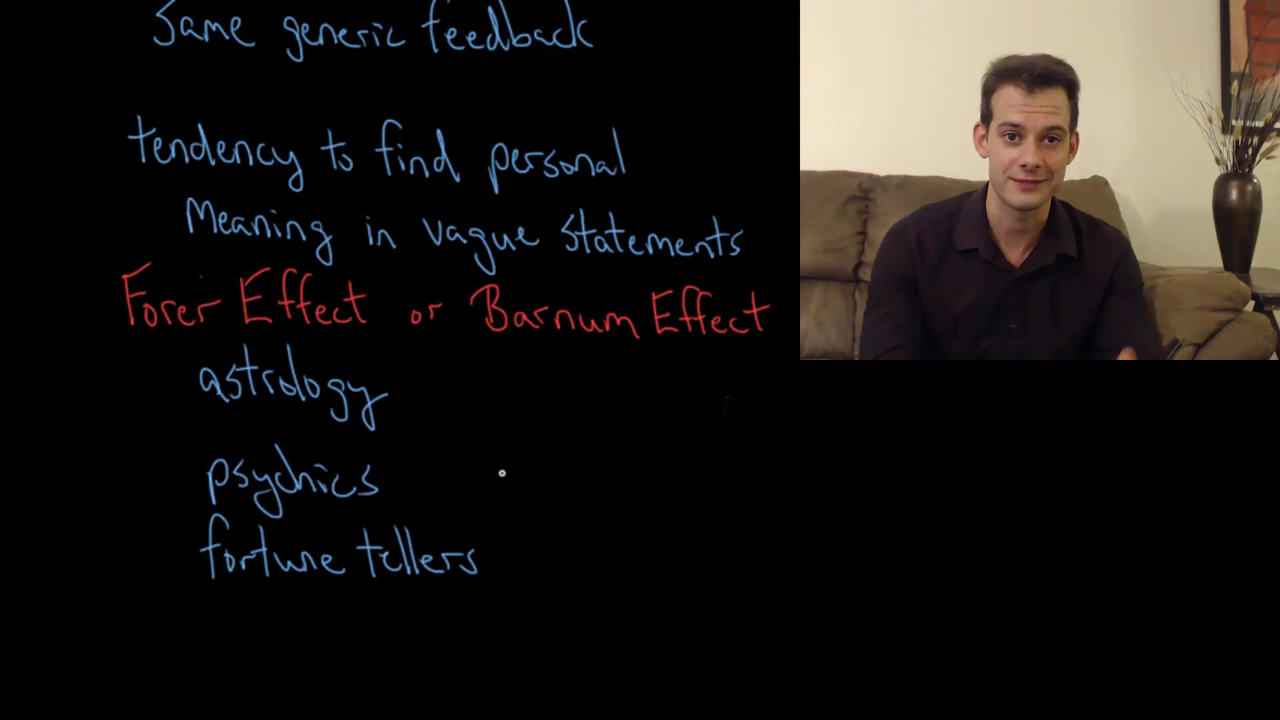 Same generic feedback
tendency to find personal
Meaning in vague statements
Forer Effect or Barnum Effect
astrology
psychics
fortune tellers